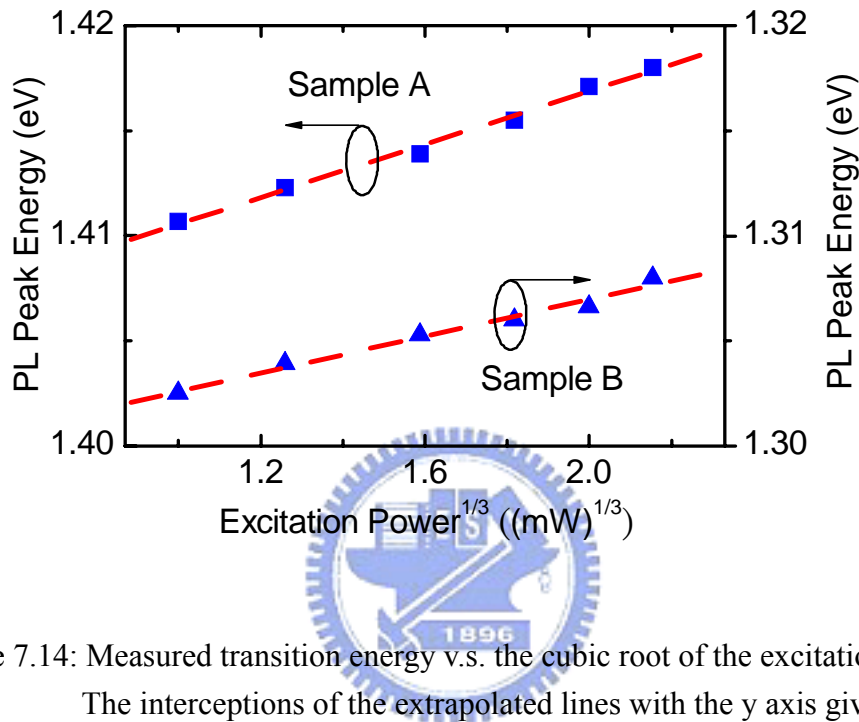 1.42
1.32
Sample A
PL Peak Energy (eV)
PL Peak Energy (eV)
1.41
1.31
Sample B
1.40
1.30
1.2 1.6 2.0
Excitation Power^1/3 ((mW)^1/3)
1896
e 7.14: Measured transition energy v.s. the cubic root of the excitatio
The interceptions of the extrapolated lines with the y axis giv